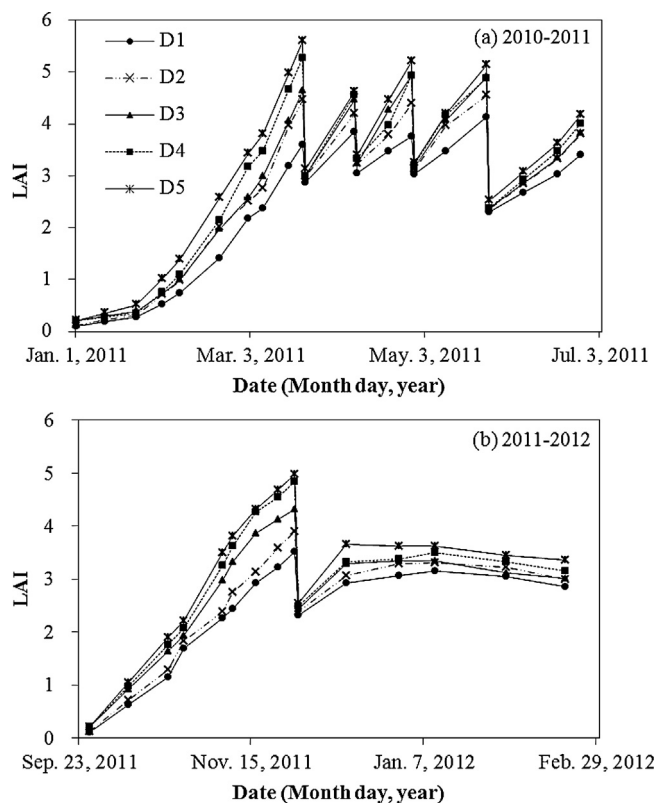 6
(a) 2010-2011
D1
5
D2
4
D3
D4
3
D5
LAI
2
1
0
Jan. 1, 2011 Mar. 3, 2011 May. 3, 2011 Jul. 3, 2011
Date (Month day, year)
6
(b) 2011-2012
5
4
3
LAI
2
1
0
Sep. 23, 2011 Nov. 15, 2011 Jan. 7, 2012 Feb. 29, 2012
Date (Month day, year)